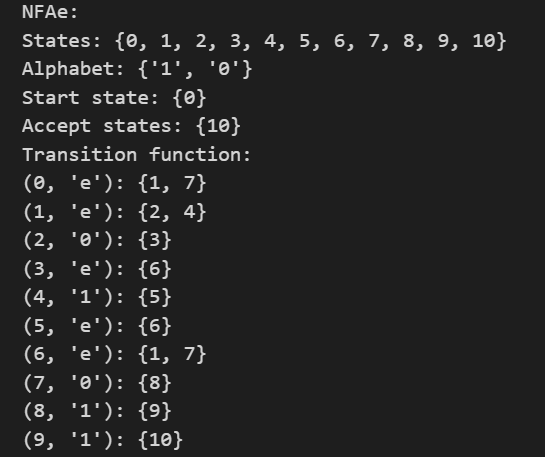 NFAe:
States: {0, 1, 2, 3, 4, 5, 6, 7, 8, 9, 10}
Alphabet: {'1', '0'}
Start state: {0}
Accept states: {10}
Transition function:
(0, 'e'): {1, 7}
(1, 'e'): {2, 4}
(2, '0'): {3}
(3, 'e'): {6}
(4, '1'): {5}
(5, 'e'): {6}
(6, 'e'): {1, 7}
(7, '0'): {8}
(8, '1'): {9}
(9, '1'): {10}